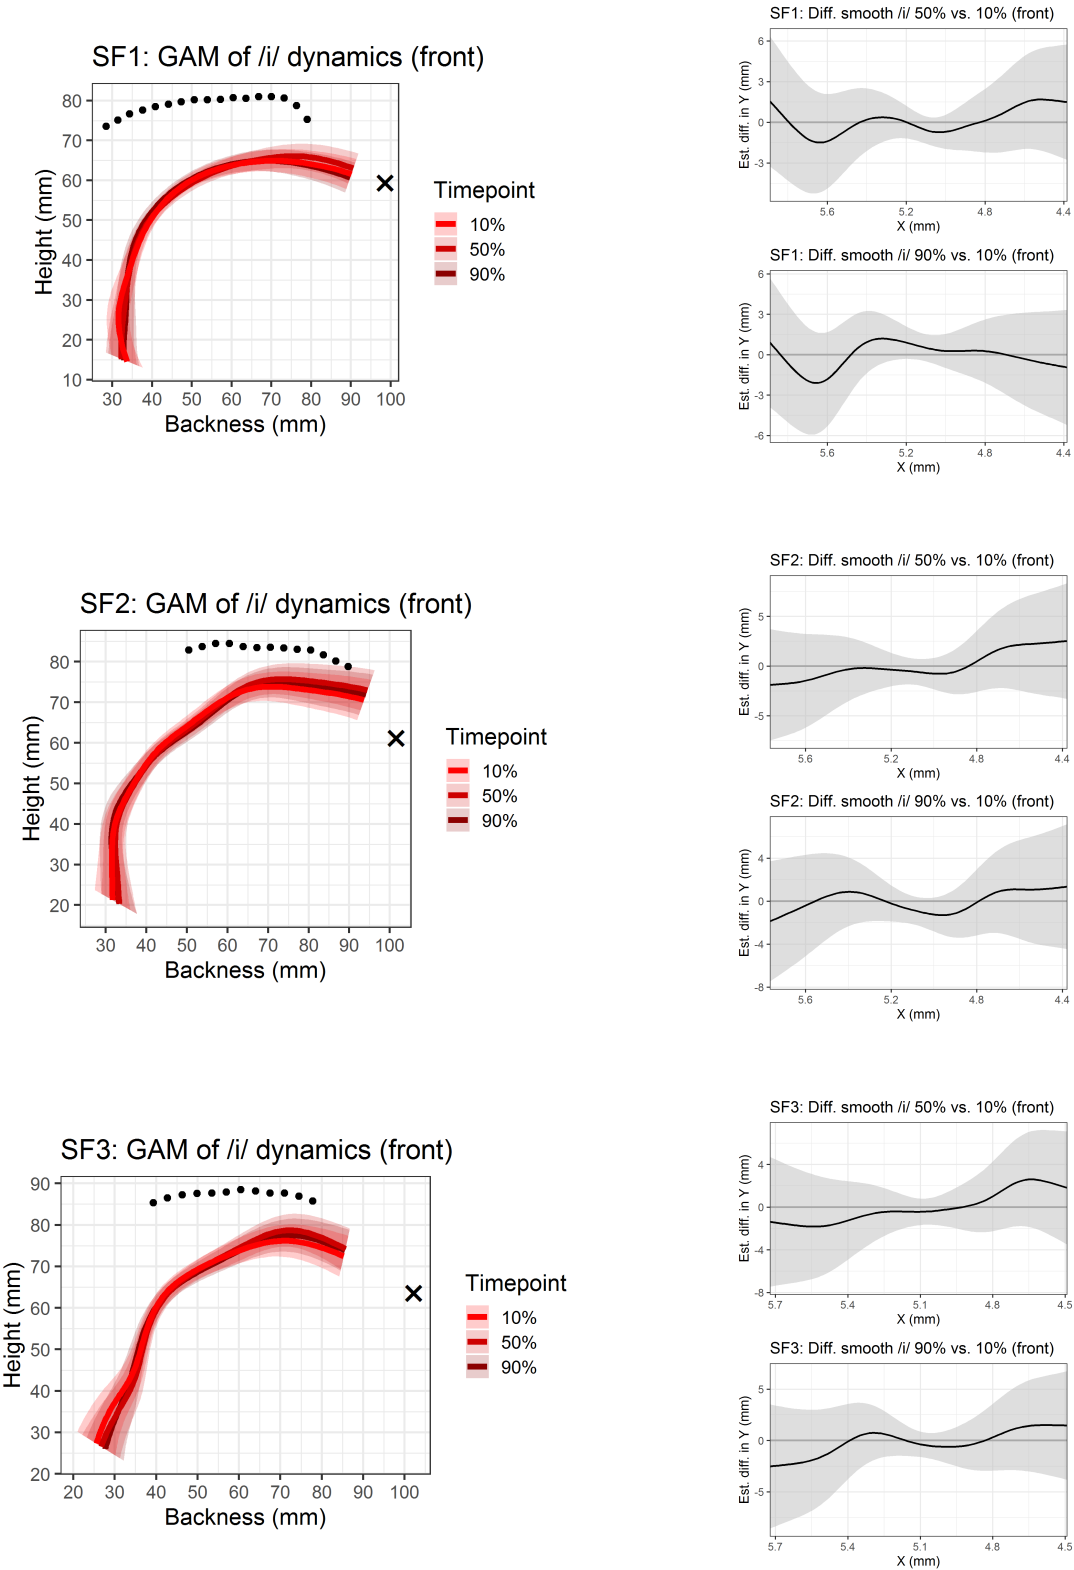 SF1: GAM of /i/ dynamics (front)
Height (mm)
80
70
60
50
40
30
20
10
30 40 50 60 70 80 90 100
Backness (mm)
Timepoint
10%
50%
90%
SF1: Diff. smooth /i/ 50% vs. 10% (front)
Est. diff. in Y (mm)
6
3
0
-3
5.6 5.2 4.8 4.4
X (mm)
SF1: Diff. smooth /i/ 90% vs. 10% (front)
Est. diff. in Y (mm)
6
3
0
-3
-6
5.6 5.2 4.8 4.4
X (mm)
SF2: GAM of /i/ dynamics (front)
Height (mm)
80
70
60
50
40
30
20
30 40 50 60 70 80 90 100
Backness (mm)
Timepoint
10%
50%
90%
SF2: Diff. smooth /i/ 50% vs. 10% (front)
Est. diff. in Y (mm)
5
0
-5
5.6 5.2 4.8 4.4
X (mm)
SF2: Diff. smooth /i/ 90% vs. 10% (front)
Est. diff. in Y (mm)
4
0
-4
-8
5.6 5.2 4.8 4.4
X (mm)
SF3: GAM of /i/ dynamics (front)
Height (mm)
90
80
70
60
50
40
30
20
20 30 40 50 60 70 80 90 100
Backness (mm)
Timepoint
10%
50%
90%
SF3: Diff. smooth /i/ 50% vs. 10% (front)
Est. diff. in Y (mm)
4
0
-4
-8
5.7 5.4 5.1 4.8 4.5
X (mm)
SF3: Diff. smooth /i/ 90% vs. 10% (front)
Est. diff. in Y (mm)
5
0
-5
5.7 5.4 5.1 4.8 4.5
X (mm)